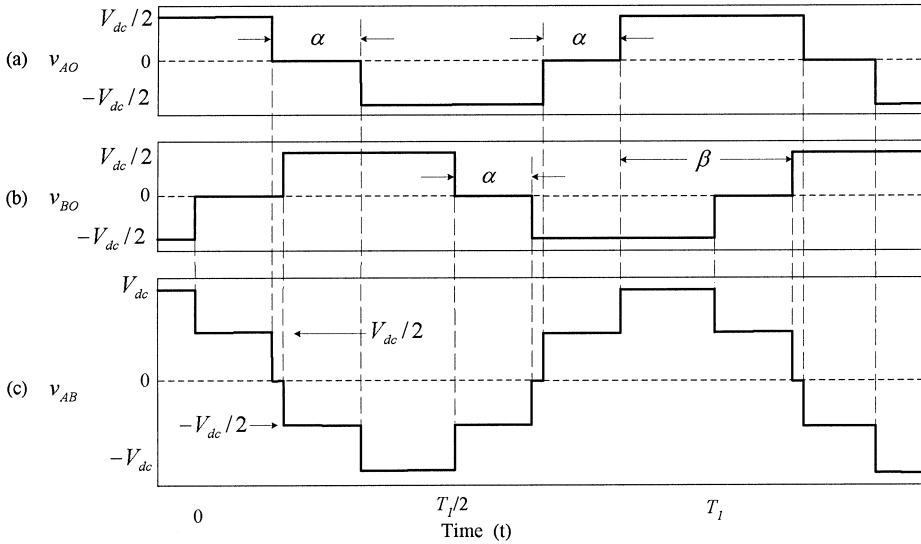 V_dc/2
(a) v_AO 0
−V_dc/2
α
α
V_dc/2
(b) v_BO 0
−V_dc/2
α
β
V_dc
V_dc/2
(c) v_AB 0
−V_dc/2
−V_dc
0
T_1/2
T_1
Time (t)